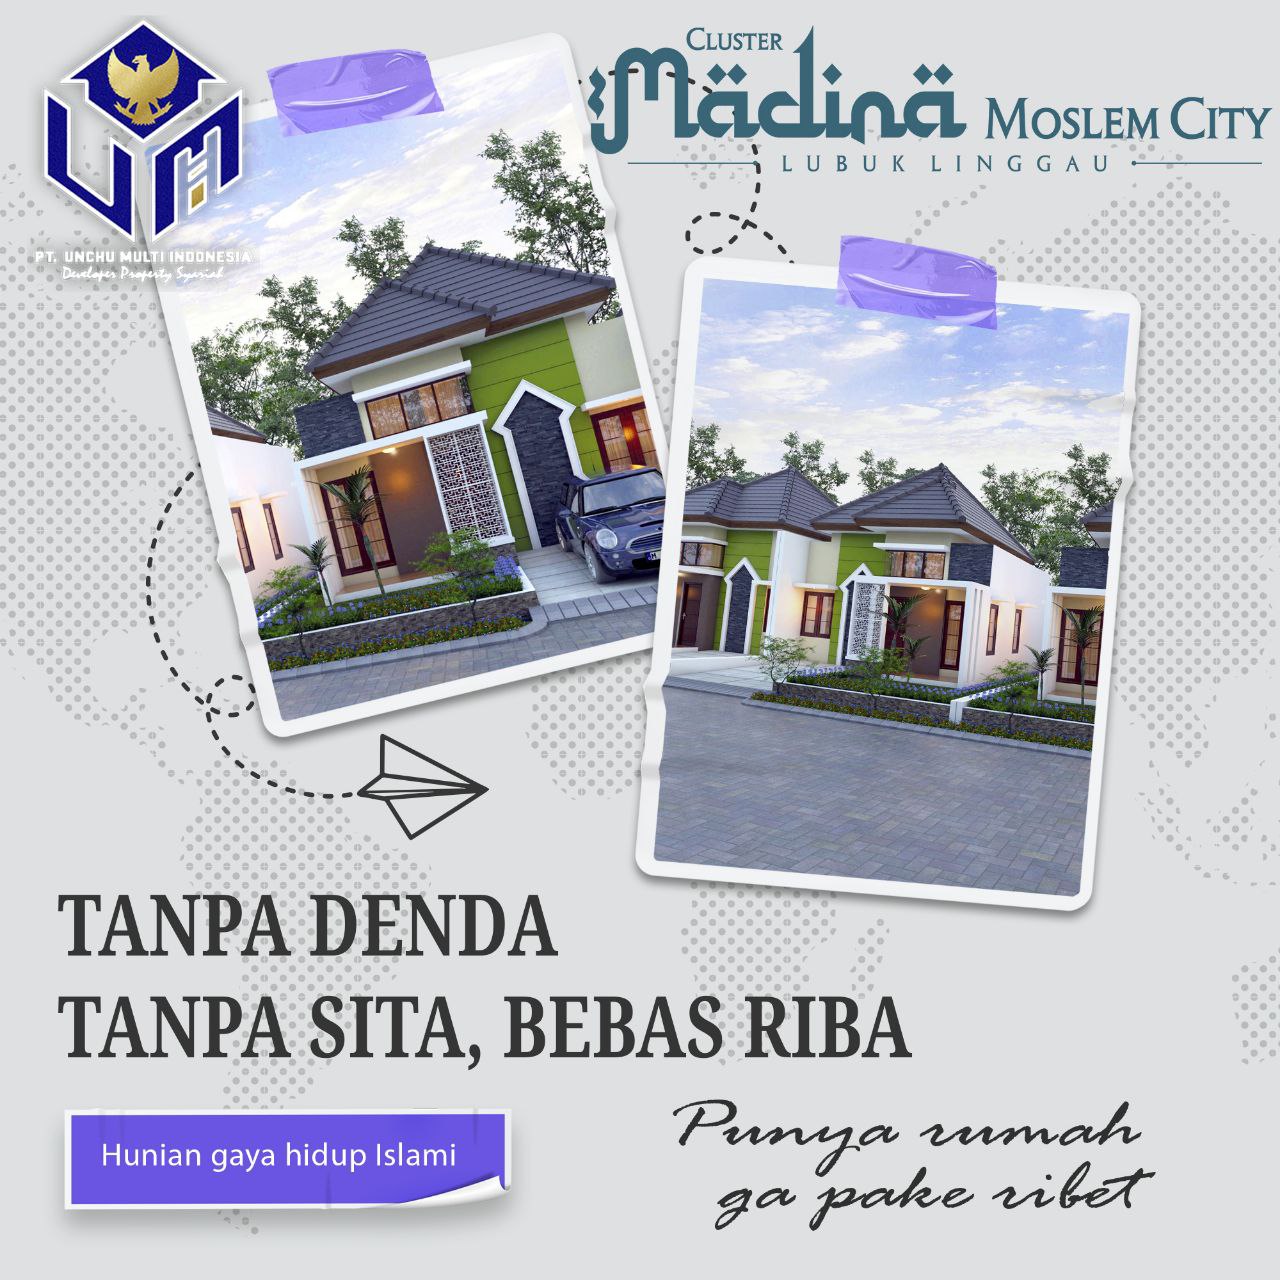 PT. UNCHU MULTI INDONESIA
Developer Property Syariah
CLUSTER
Madina MOSLEM CITY
LUBUK LINGGAU
TANPA DENDA
TANPA SITA, BEBAS RIBA
Hunian gaya hidup Islami
Punya rumah
ga pake ribet